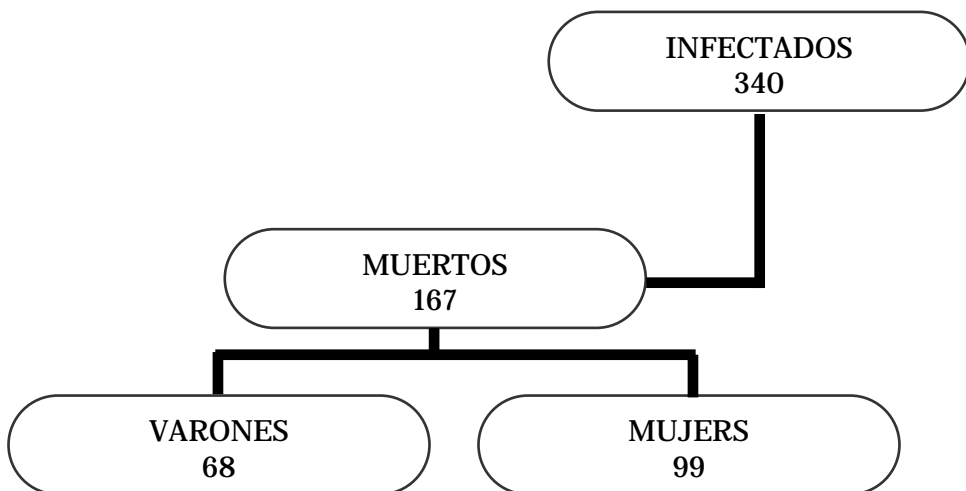 INFECTADOS
340
MUERTOS
167
VARONES
68
MUJERS
99